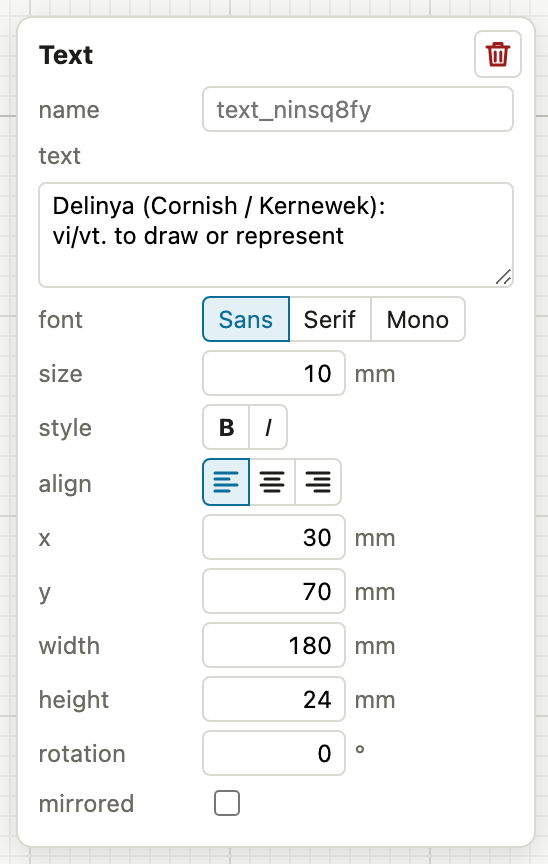 Text
name text_ninsq8fy
text
Delinya (Cornish / Kernewek):
vi/vt. to draw or represent
font Sans Serif Mono
size 10 mm
style B I
align
x 30 mm
y 70 mm
width 180 mm
height 24 mm
rotation 0 °
mirrored